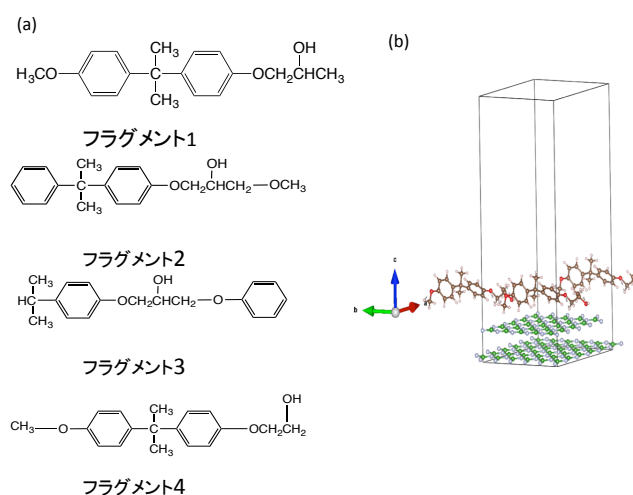 (a)
OH
CH₃
H₃CO
C
OCH₂CHCH₃
CH₃
フラグメント1
CH₃
OH
C
OCH₂CHCH₂
OCH₃
CH₃
フラグメント2
CH₃
OH
HC
OCH₂CHCH₂
O
CH₃
フラグメント3
OH
CH₃
CH₃
O
C
OCH₂CH₂
CH₃
フラグメント4
(b)
c
b